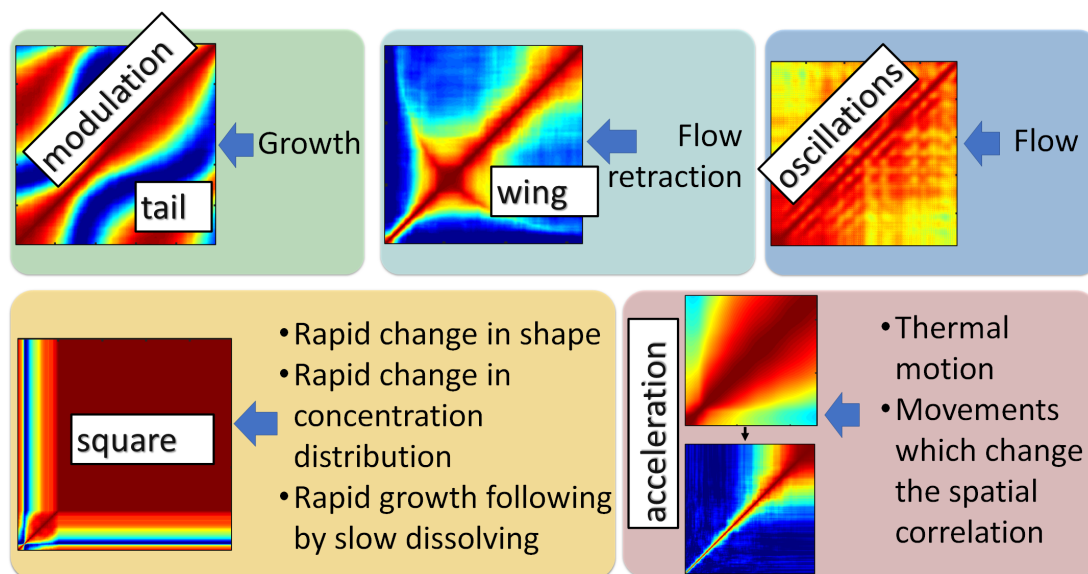 modulation
tail
Growth
wing
Flow
retraction
oscillations
Flow
square
•Rapid change in shape
•Rapid change in
concentration
distribution
•Rapid growth following
by slow dissolving
acceleration
•Thermal
motion
•Movements
which change
the spatial
correlation